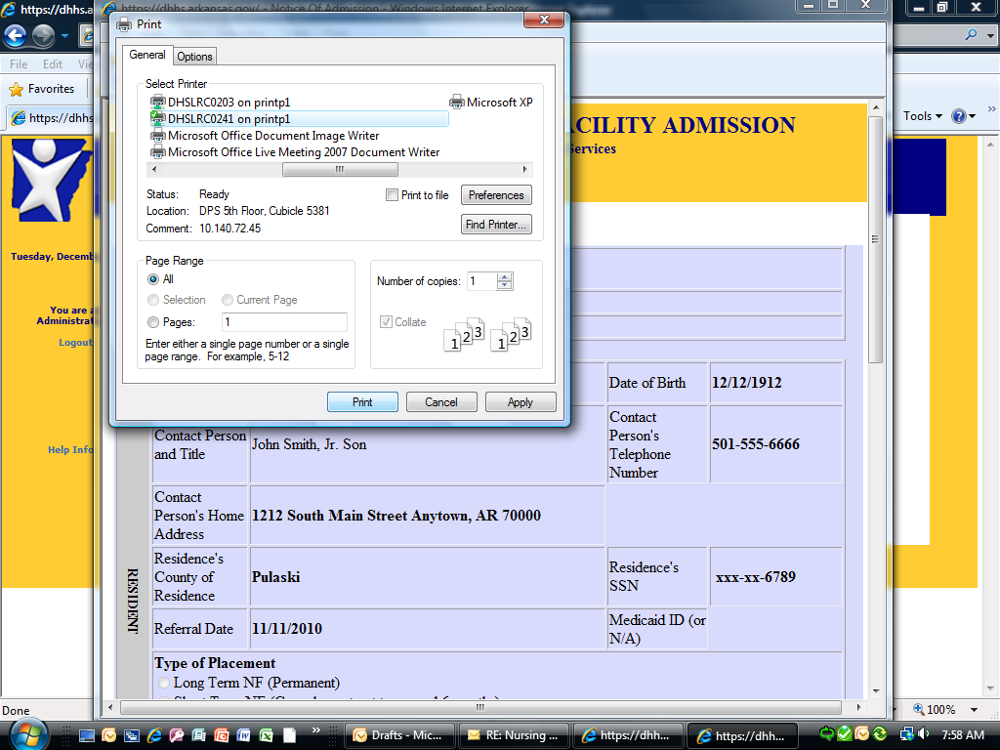 https://dhhs.a
https://dhhs.arkansas.gov/ - Notice Of Admission - Windows Internet Explorer
File Edit Vie
Favorites
https://dhhs
Tools
Tuesday, Decemb
You are a
Administrat
Logout
Help Info
Print
General Options
Select Printer
DHSLRC0203 on printp1
Microsoft XP
DHSLRC0241 on printp1
Microsoft Office Document Image Writer
Microsoft Office Live Meeting 2007 Document Writer
Status: Ready
Print to file
Preferences
Location: DPS 5th Floor, Cubicle 5381
Comment: 10.140.72.45
Find Printer...
Page Range
All
Selection Current Page
Pages: 1
Enter either a single page number or a single
page range. For example, 5-12
Number of copies: 1
Collate
1 2 3 1 2 3
Print Cancel Apply
ACILITY ADMISSION
Services
Date of Birth 12/12/1912
Contact Person
and Title
John Smith, Jr. Son
Contact
Person's
Telephone
Number
501-555-6666
Contact
Person's Home
Address
1212 South Main Street Anytown, AR 70000
RESIDENT
Residence's
County of
Residence
Pulaski
Residence's
SSN
xxx-xx-6789
Referral Date 11/11/2010
Medicaid ID (or
N/A)
Type of Placement
Long Term NF (Permanent)
Done
100%
Drafts - Mic...
RE: Nursing ...
https://dhh...
https://dhh...
7:58 AM